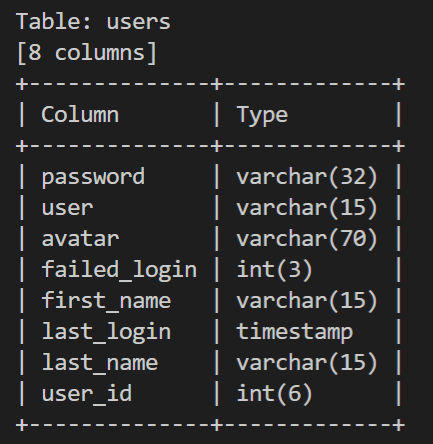 Table: users
[8 columns]
+--------------+-------------+
| Column       | Type        |
+--------------+-------------+
| password     | varchar(32) |
| user         | varchar(15) |
| avatar       | varchar(70) |
| failed_login | int(3)      |
| first_name   | varchar(15) |
| last_login   | timestamp   |
| last_name    | varchar(15) |
| user_id      | int(6)      |
+--------------+-------------+